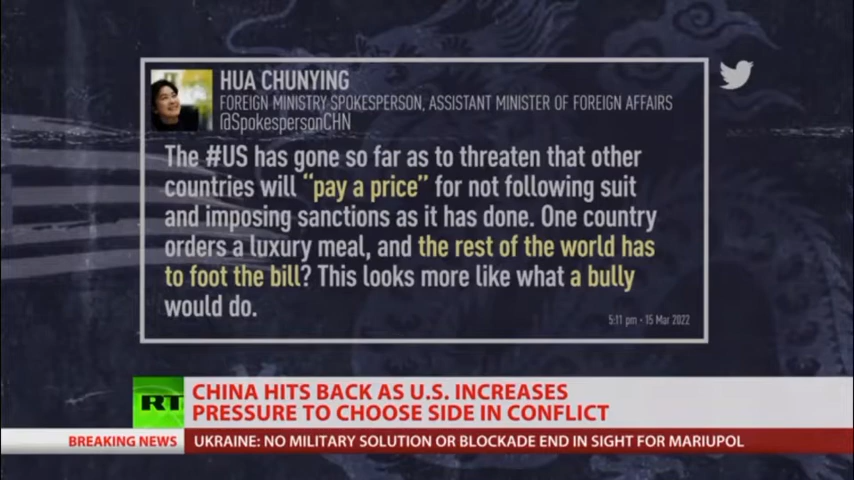 HUA CHUNYING
FOREIGN MINISTRY SPOKESPERSON, ASSISTANT MINISTER OF FOREIGN AFFAIRS
@SpokespersonCHN
The #US has gone so far as to threaten that other
countries will “pay a price” for not following suit
and imposing sanctions as it has done. One country
orders a luxury meal, and the rest of the world has
to foot the bill? This looks more like what a bully
would do.
5:11 pm • 15 Mar 2022
RT
CHINA HITS BACK AS U.S. INCREASES
PRESSURE TO CHOOSE SIDE IN CONFLICT
BREAKING NEWS
UKRAINE: NO MILITARY SOLUTION OR BLOCKADE END IN SIGHT FOR MARIUPOL